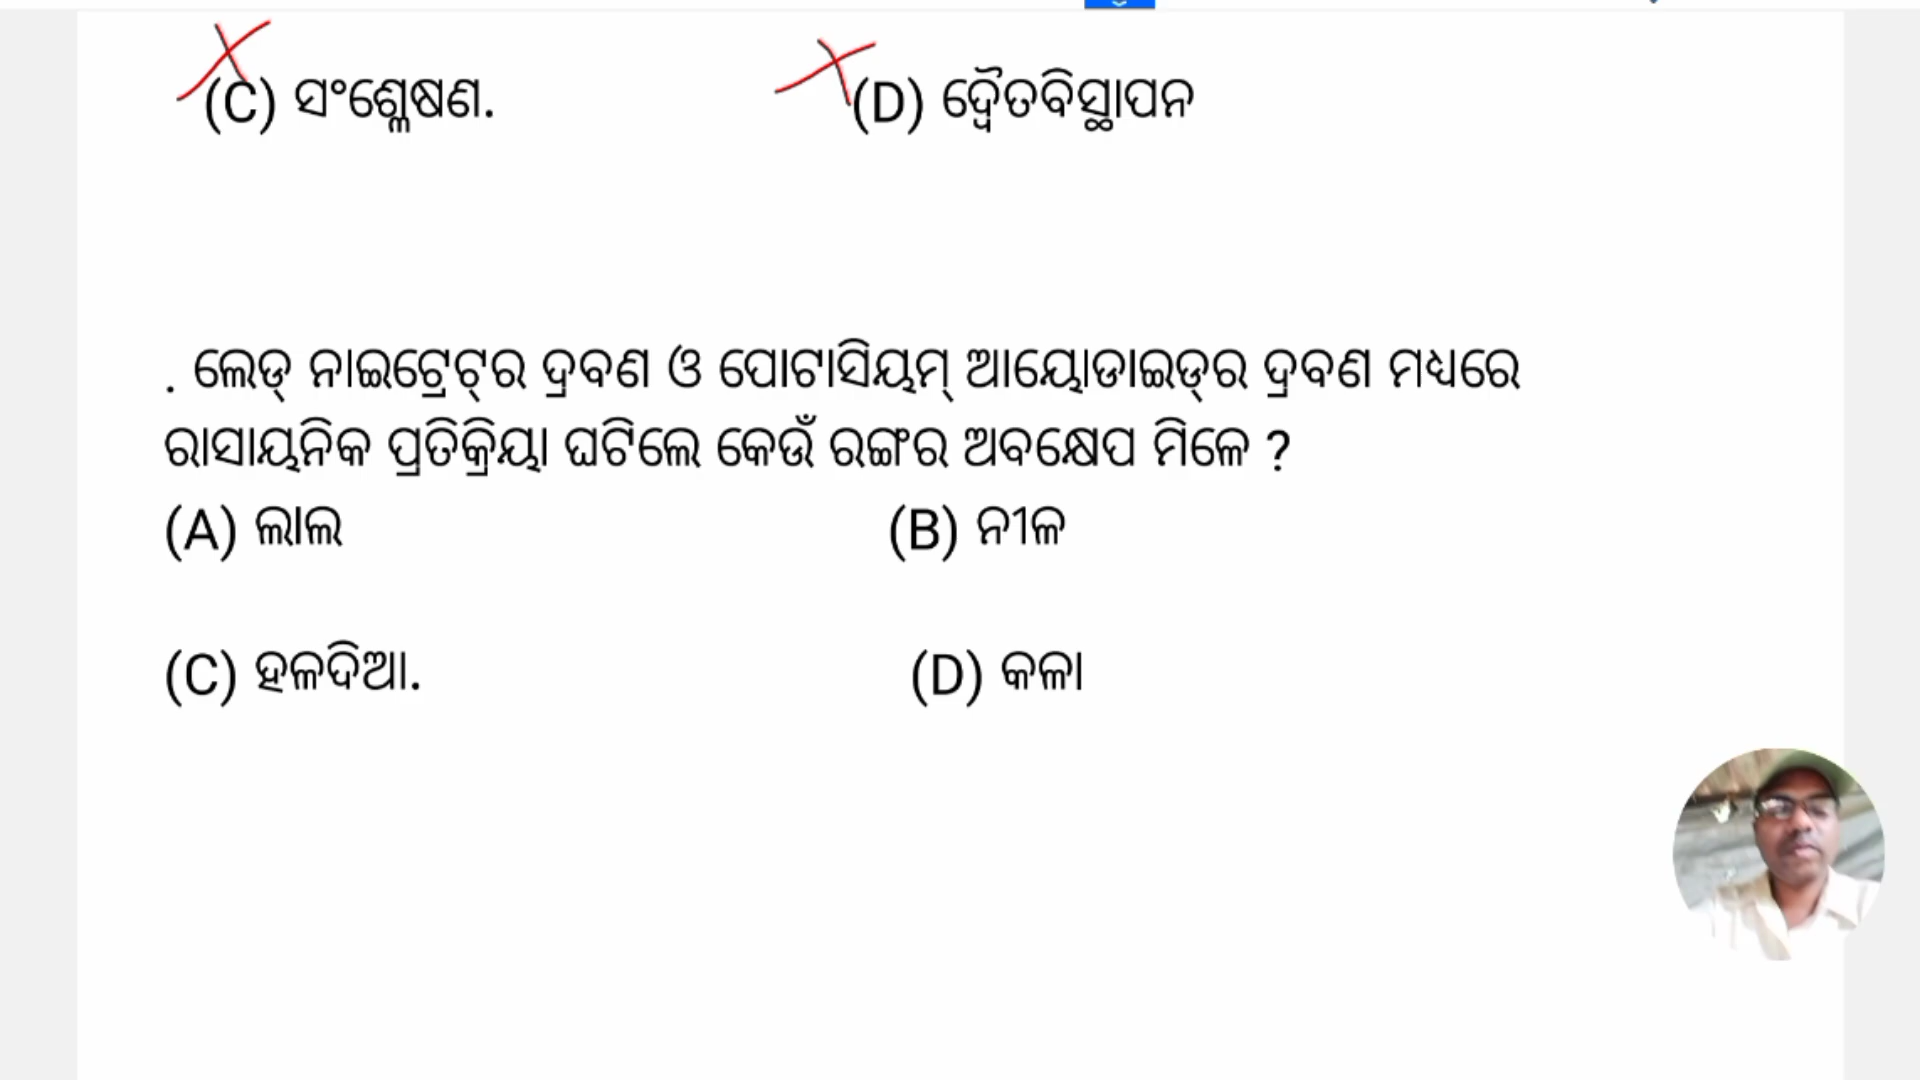 (C) ସଂଶ୍ଳେଷଣ. (D) ଦ୍ୱୈତବିସ୍ଥାପନ
. ଲେଡ୍ ନାଇଟ୍ରେଟ୍‌ର ଦ୍ରବଣ ଓ ପୋଟାସିୟମ୍ ଆୟୋଡାଇଡ୍‌ର ଦ୍ରବଣ ମଧ୍ୟରେ
ରାସାୟନିକ ପ୍ରତିକ୍ରିୟା ଘଟିଲେ କେଉଁ ରଙ୍ଗର ଅବକ୍ଷେପ ମିଳେ ?
(A) ଲାଲ (B) ନୀଳ
(C) ହଳଦିଆ. (D) କଳା